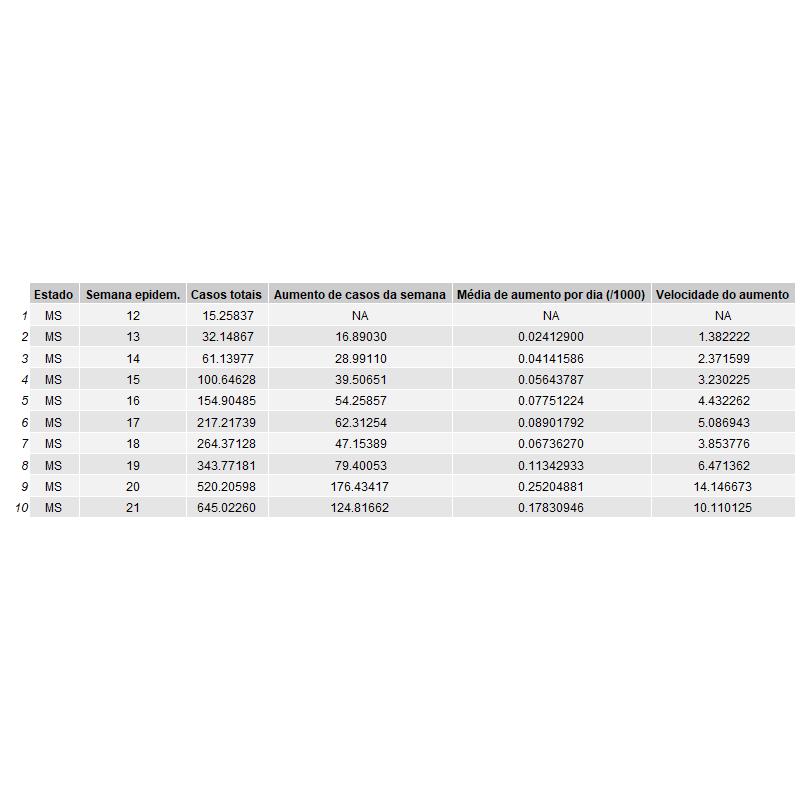 Estado Semana epidem. Casos totais Aumento de casos da semana Média de aumento por dia (/1000) Velocidade do aumento
1 MS 12 15.25837 NA NA NA
2 MS 13 32.14867 16.89030 0.02412900 1.382222
3 MS 14 61.13977 28.99110 0.04141586 2.371599
4 MS 15 100.64628 39.50651 0.05643787 3.230225
5 MS 16 154.90485 54.25857 0.07751224 4.432262
6 MS 17 217.21739 62.31254 0.08901792 5.086943
7 MS 18 264.37128 47.15389 0.06736270 3.853776
8 MS 19 343.77181 79.40053 0.11342933 6.471362
9 MS 20 520.20598 176.43417 0.25204881 14.146673
10 MS 21 645.02260 124.81662 0.17830946 10.110125